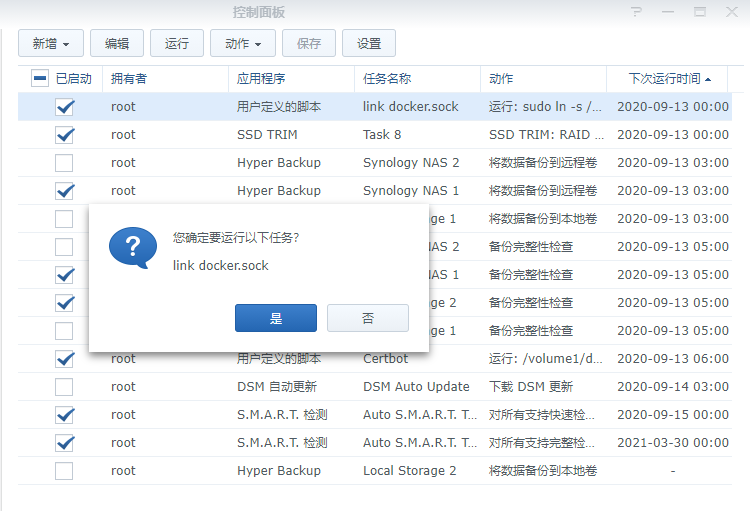 控制面板
新增 编辑 运行 动作 保存 设置
已启动 拥有者 应用程序 任务名称 动作 下次运行时间
root 用户定义的脚本 link docker.sock 运行: sudo ln -s /... 2020-09-13 00:00
root SSD TRIM Task 8 SSD TRIM: RAID ... 2020-09-13 00:00
root Hyper Backup Synology NAS 2 将数据备份到远程卷 2020-09-13 03:00
root Hyper Backup Synology NAS 1 将数据备份到远程卷 2020-09-13 03:00
ge 1 将数据备份到本地卷 2020-09-13 03:00
AS 2 备份完整性检查 2020-09-13 05:00
AS 1 备份完整性检查 2020-09-13 05:00
ge 2 备份完整性检查 2020-09-13 05:00
ge 1 备份完整性检查 2020-09-13 05:00
您确定要运行以下任务?
link docker.sock
是 否
root 用户定义的脚本 Certbot 运行: /volume1/d... 2020-09-13 06:00
root DSM 自动更新 DSM Auto Update 下载 DSM 更新 2020-09-14 03:00
root S.M.A.R.T. 检测 Auto S.M.A.R.T. T... 对所有支持快速检... 2020-09-15 00:00
root S.M.A.R.T. 检测 Auto S.M.A.R.T. T... 对所有支持完整检... 2021-03-30 00:00
root Hyper Backup Local Storage 2 将数据备份到本地卷 -